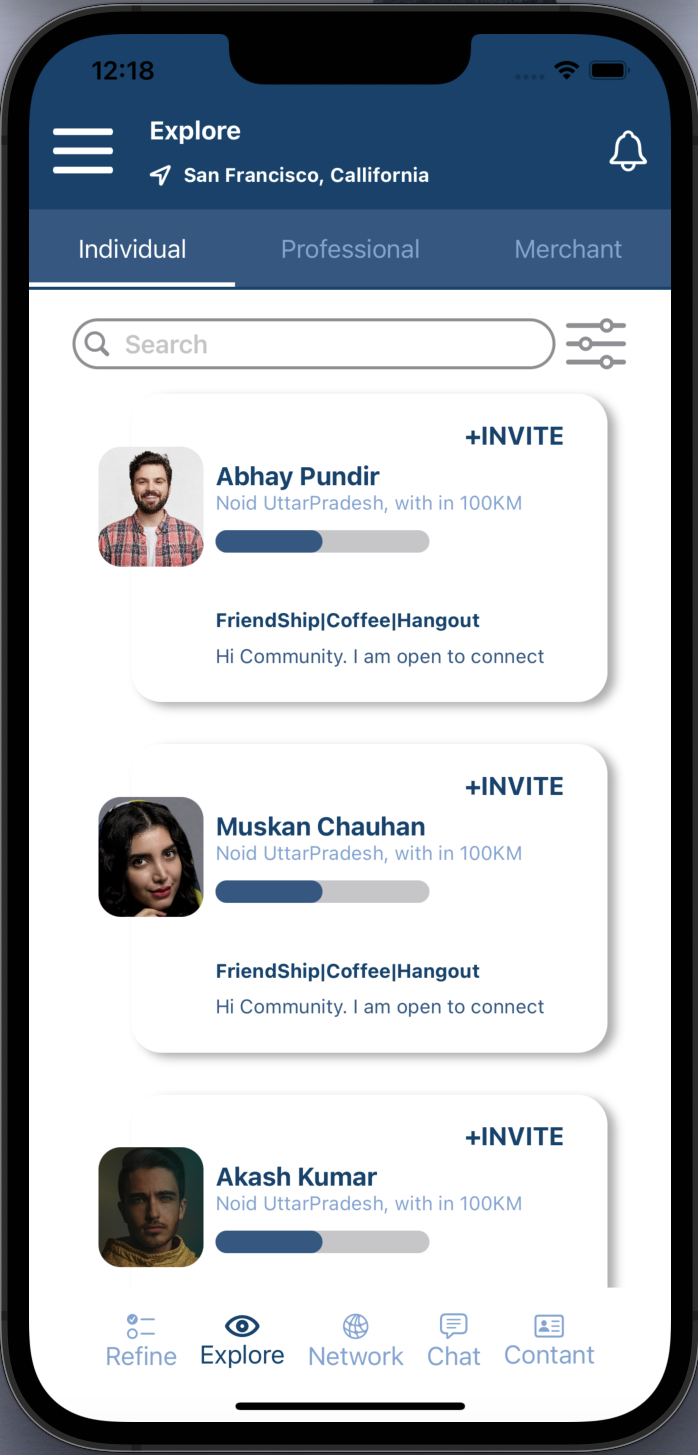 12:18
Explore
San Francisco, Callifornia
Individual Professional Merchant
Search
+INVITE
Abhay Pundir
Noid UttarPradesh, with in 100KM
FriendShip|Coffee|Hangout
Hi Community. I am open to connect
+INVITE
Muskan Chauhan
Noid UttarPradesh, with in 100KM
FriendShip|Coffee|Hangout
Hi Community. I am open to connect
+INVITE
Akash Kumar
Noid UttarPradesh, with in 100KM
Refine Explore Network Chat Contant